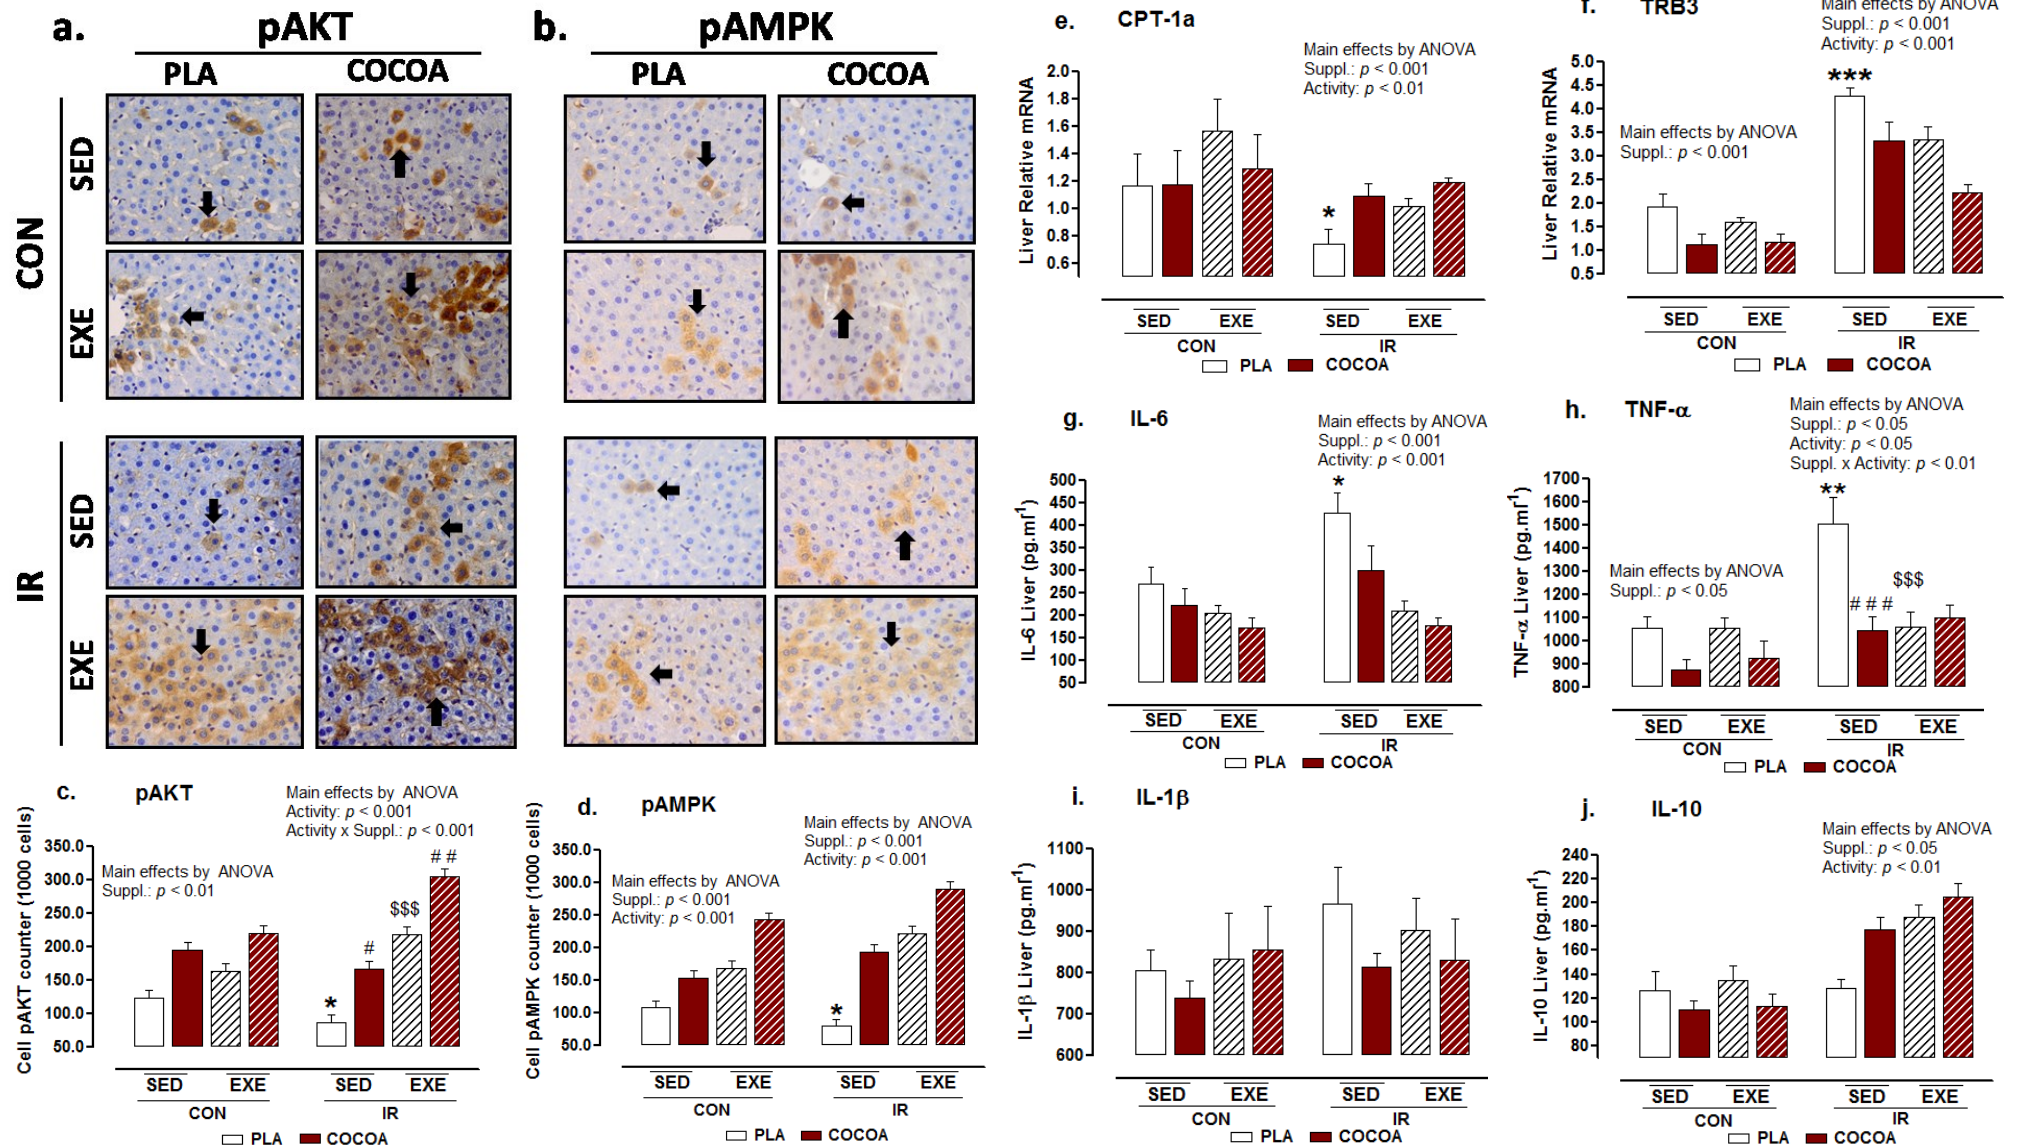 a. pAKT
PLA COCOA
b. pAMPK
PLA COCOA
CON
SED
EXE
IR
SED
EXE
c. pAKT
Main effects by ANOVA
Activity: p < 0.001
Activity x Suppl.: p < 0.001
Main effects by ANOVA
Suppl.: p < 0.01
Cell pAKT counter (1000 cells)
350.0
300.0
250.0
200.0
150.0
100.0
50.0
*
#
$$$
# #
SED EXE SED EXE
CON IR
PLA COCOA
d. pAMPK
Main effects by ANOVA
Suppl.: p < 0.001
Activity: p < 0.001
Main effects by ANOVA
Suppl.: p < 0.001
Activity: p < 0.001
Cell pAMPK counter (1000 cells)
350.0
300.0
250.0
200.0
150.0
100.0
50.0
*
SED EXE SED EXE
CON IR
PLA COCOA
e. CPT-1a
Main effects by ANOVA
Suppl.: p < 0.001
Activity: p < 0.01
Liver Relative mRNA
2.0
1.8
1.6
1.4
1.2
1.0
0.8
0.6
*
SED EXE SED EXE
CON IR
PLA COCOA
f. TRB3
Main effects by ANOVA
Suppl.: p < 0.001
Activity: p < 0.001
Main effects by ANOVA
Suppl.: p < 0.001
Liver Relative mRNA
5.0
4.5
4.0
3.5
3.0
2.5
2.0
1.5
1.0
0.5
***
SED EXE SED EXE
CON IR
PLA COCOA
g. IL-6
Main effects by ANOVA
Suppl.: p < 0.001
Activity: p < 0.001
IL-6 Liver (pg.ml¹)
500
450
400
350
300
250
200
150
100
50
*
SED EXE SED EXE
CON IR
PLA COCOA
h. TNF-α
Main effects by ANOVA
Suppl.: p < 0.05
Activity: p < 0.05
Suppl. x Activity: p < 0.01
Main effects by ANOVA
Suppl.: p < 0.05
TNF-α Liver (pg.ml¹)
1700
1600
1500
1400
1300
1200
1100
1000
900
800
**
# # #
$$$
SED EXE SED EXE
CON IR
PLA COCOA
i. IL-1β
IL-1β Liver (pg.ml¹)
1100
1000
900
800
700
600
SED EXE SED EXE
CON IR
PLA COCOA
j. IL-10
Main effects by ANOVA
Suppl.: p < 0.05
Activity: p < 0.01
IL-10 Liver (pg.ml¹)
240
220
200
180
160
140
120
100
80
SED EXE SED EXE
CON IR
PLA COCOA